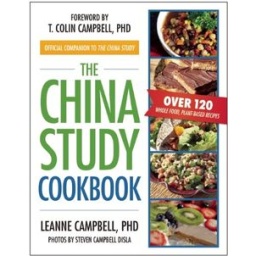 FOREWORD BY
T. COLIN CAMPBELL, PHD
OFFICIAL COMPANION TO THE CHINA STUDY
THE
CHINA
STUDY
COOKBOOK
OVER 120
WHOLE FOOD, PLANT-BASED RECIPES
LEANNE CAMPBELL, PHD
PHOTOS BY STEVEN CAMPBELL DISLA